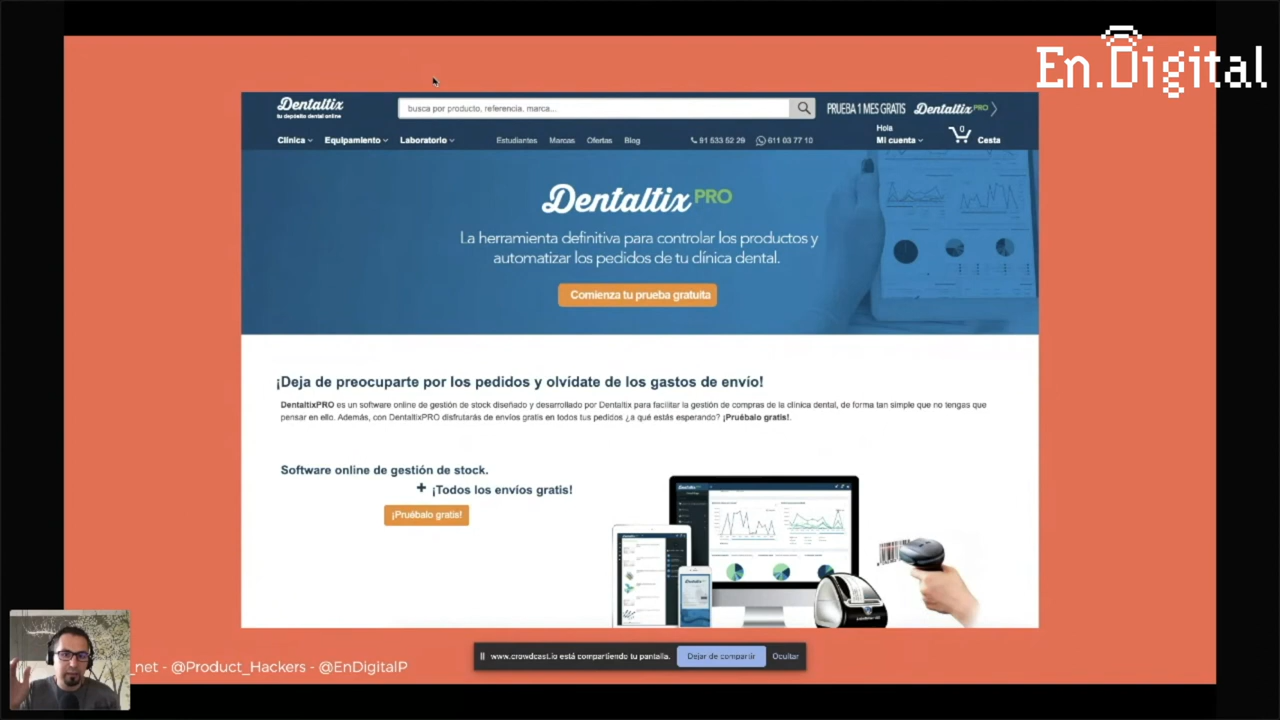 En.Digital
Dentaltix
tu depósito dental online
busca por producto, referencia, marca...
PRUEBA 1 MES GRATIS DentaltixPRO
Clínica Equipamiento Laboratorio Estudiantes Marcas Ofertas Blog 91 533 52 29 611 03 77 10
Hola
Mi cuenta
0
Cesta
Dentaltix PRO
La herramienta definitiva para controlar los productos y
automatizar los pedidos de tu clínica dental.
Comienza tu prueba gratuita
¡Deja de preocuparte por los pedidos y olvídate de los gastos de envío!
DentaltixPRO es un software online de gestión de stock diseñado y desarrollado por Dentaltix para facilitar la gestión de compras de la clínica dental, de forma tan simple que no tengas que
pensar en ello. Además, con DentaltixPRO disfrutarás de envíos gratis en todos tus pedidos ¿a qué estás esperando? ¡Pruébalo gratis!.
Software online de gestión de stock.
+ ¡Todos los envíos gratis!
¡Pruébalo gratis!
www.crowdcast.io está compartiendo tu pantalla. Dejar de compartir Ocultar
_net - @Product_Hackers - @EnDigitalP